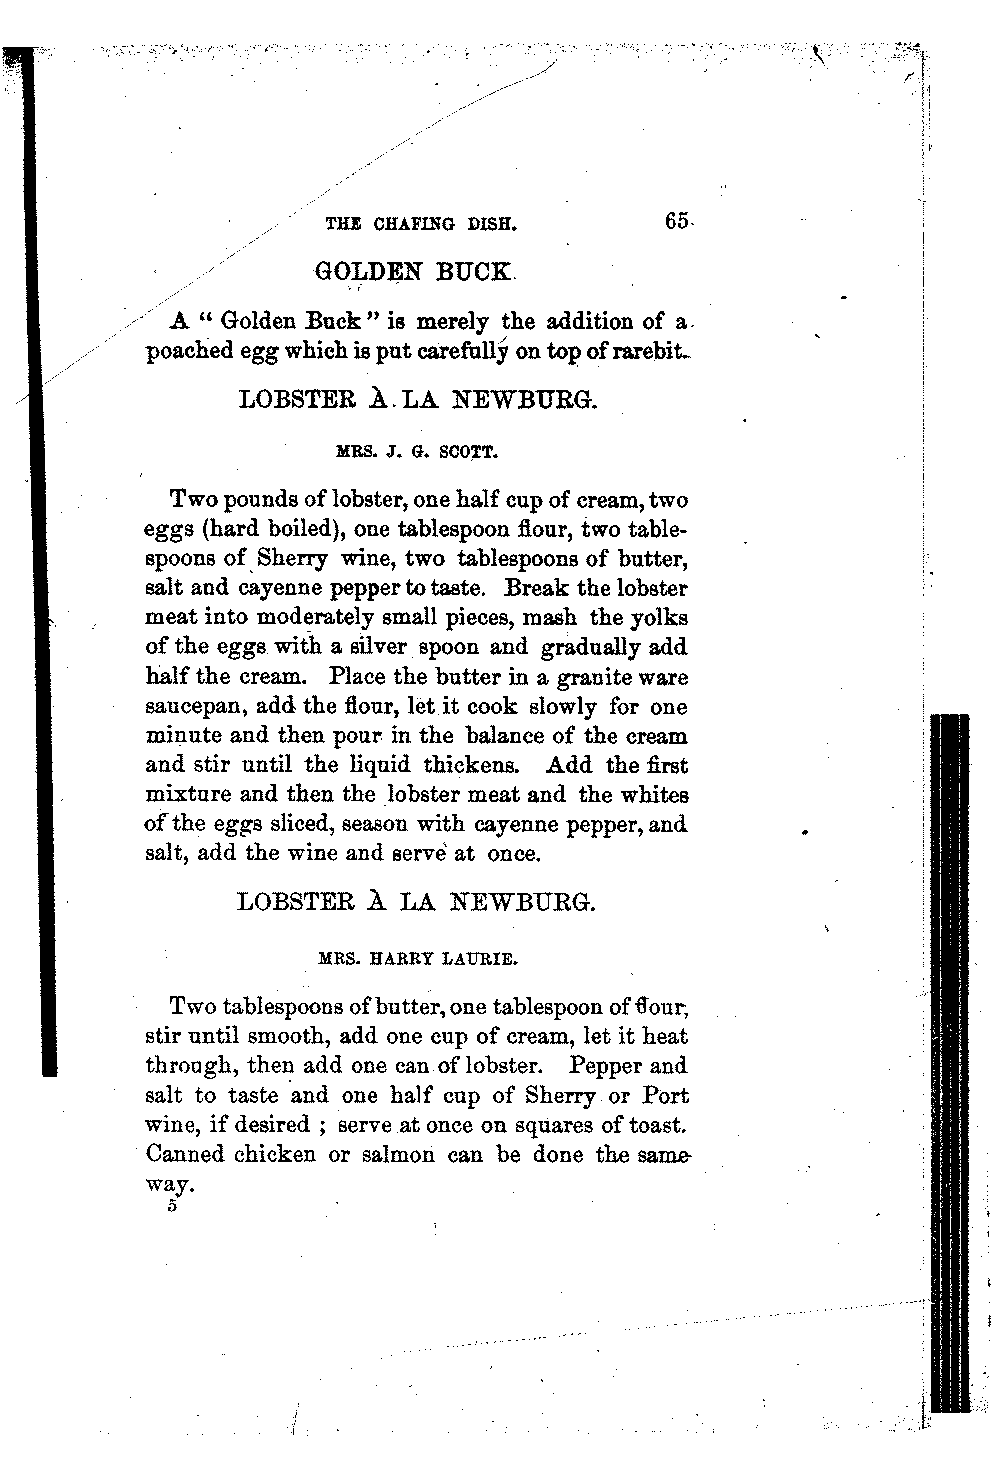 THE CHAFING DISH. 65
GOLDEN BUCK
A " Golden Buck " is merely the addition of a
poached egg which is put carefully on top of rarebit.
LOBSTER À LA NEWBURG.
MRS. J. G. SCOTT.
Two pounds of lobster, one half cup of cream, two
eggs (hard boiled), one tablespoon flour, two table-
spoons of Sherry wine, two tablespoons of butter,
salt and cayenne pepper to taste. Break the lobster
meat into moderately small pieces, mash the yolks
of the eggs with a silver spoon and gradually add
half the cream. Place the butter in a granite ware
saucepan, add the flour, let it cook slowly for one
minute and then pour in the balance of the cream
and stir until the liquid thickens. Add the first
mixture and then the lobster meat and the whites
of the eggs sliced, season with cayenne pepper, and
salt, add the wine and serve at once.
LOBSTER À LA NEWBURG.
MRS. HARRY LAURIE.
Two tablespoons of butter, one tablespoon of flour,
stir until smooth, add one cup of cream, let it heat
through, then add one can of lobster. Pepper and
salt to taste and one half cup of Sherry or Port
wine, if desired ; serve at once on squares of toast.
Canned chicken or salmon can be done the same
way.
5